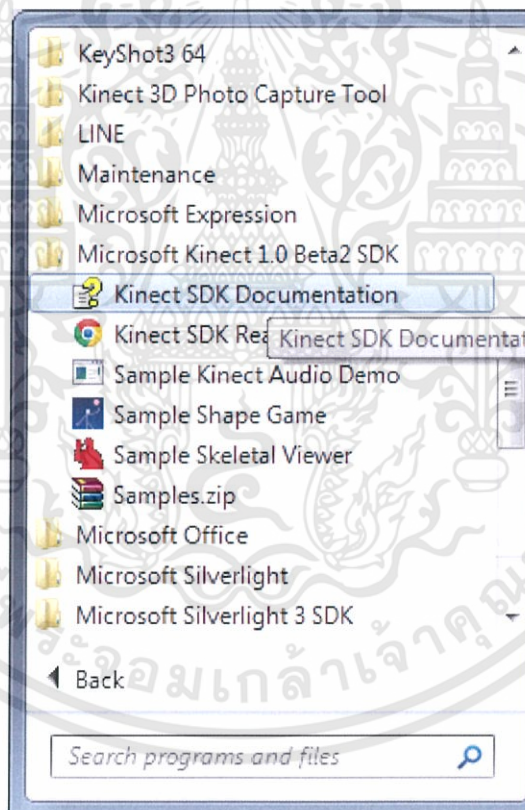 KeyShot3 64
Kinect 3D Photo Capture Tool
LINE
Maintenance
Microsoft Expression
Microsoft Kinect 1.0 Beta2 SDK
Kinect SDK Documentation
Kinect SDK Rea
Kinect SDK Documentat
Sample Kinect Audio Demo
Sample Shape Game
Sample Skeletal Viewer
Samples.zip
Microsoft Office
Microsoft Silverlight
Microsoft Silverlight 3 SDK
Back
Search programs and files